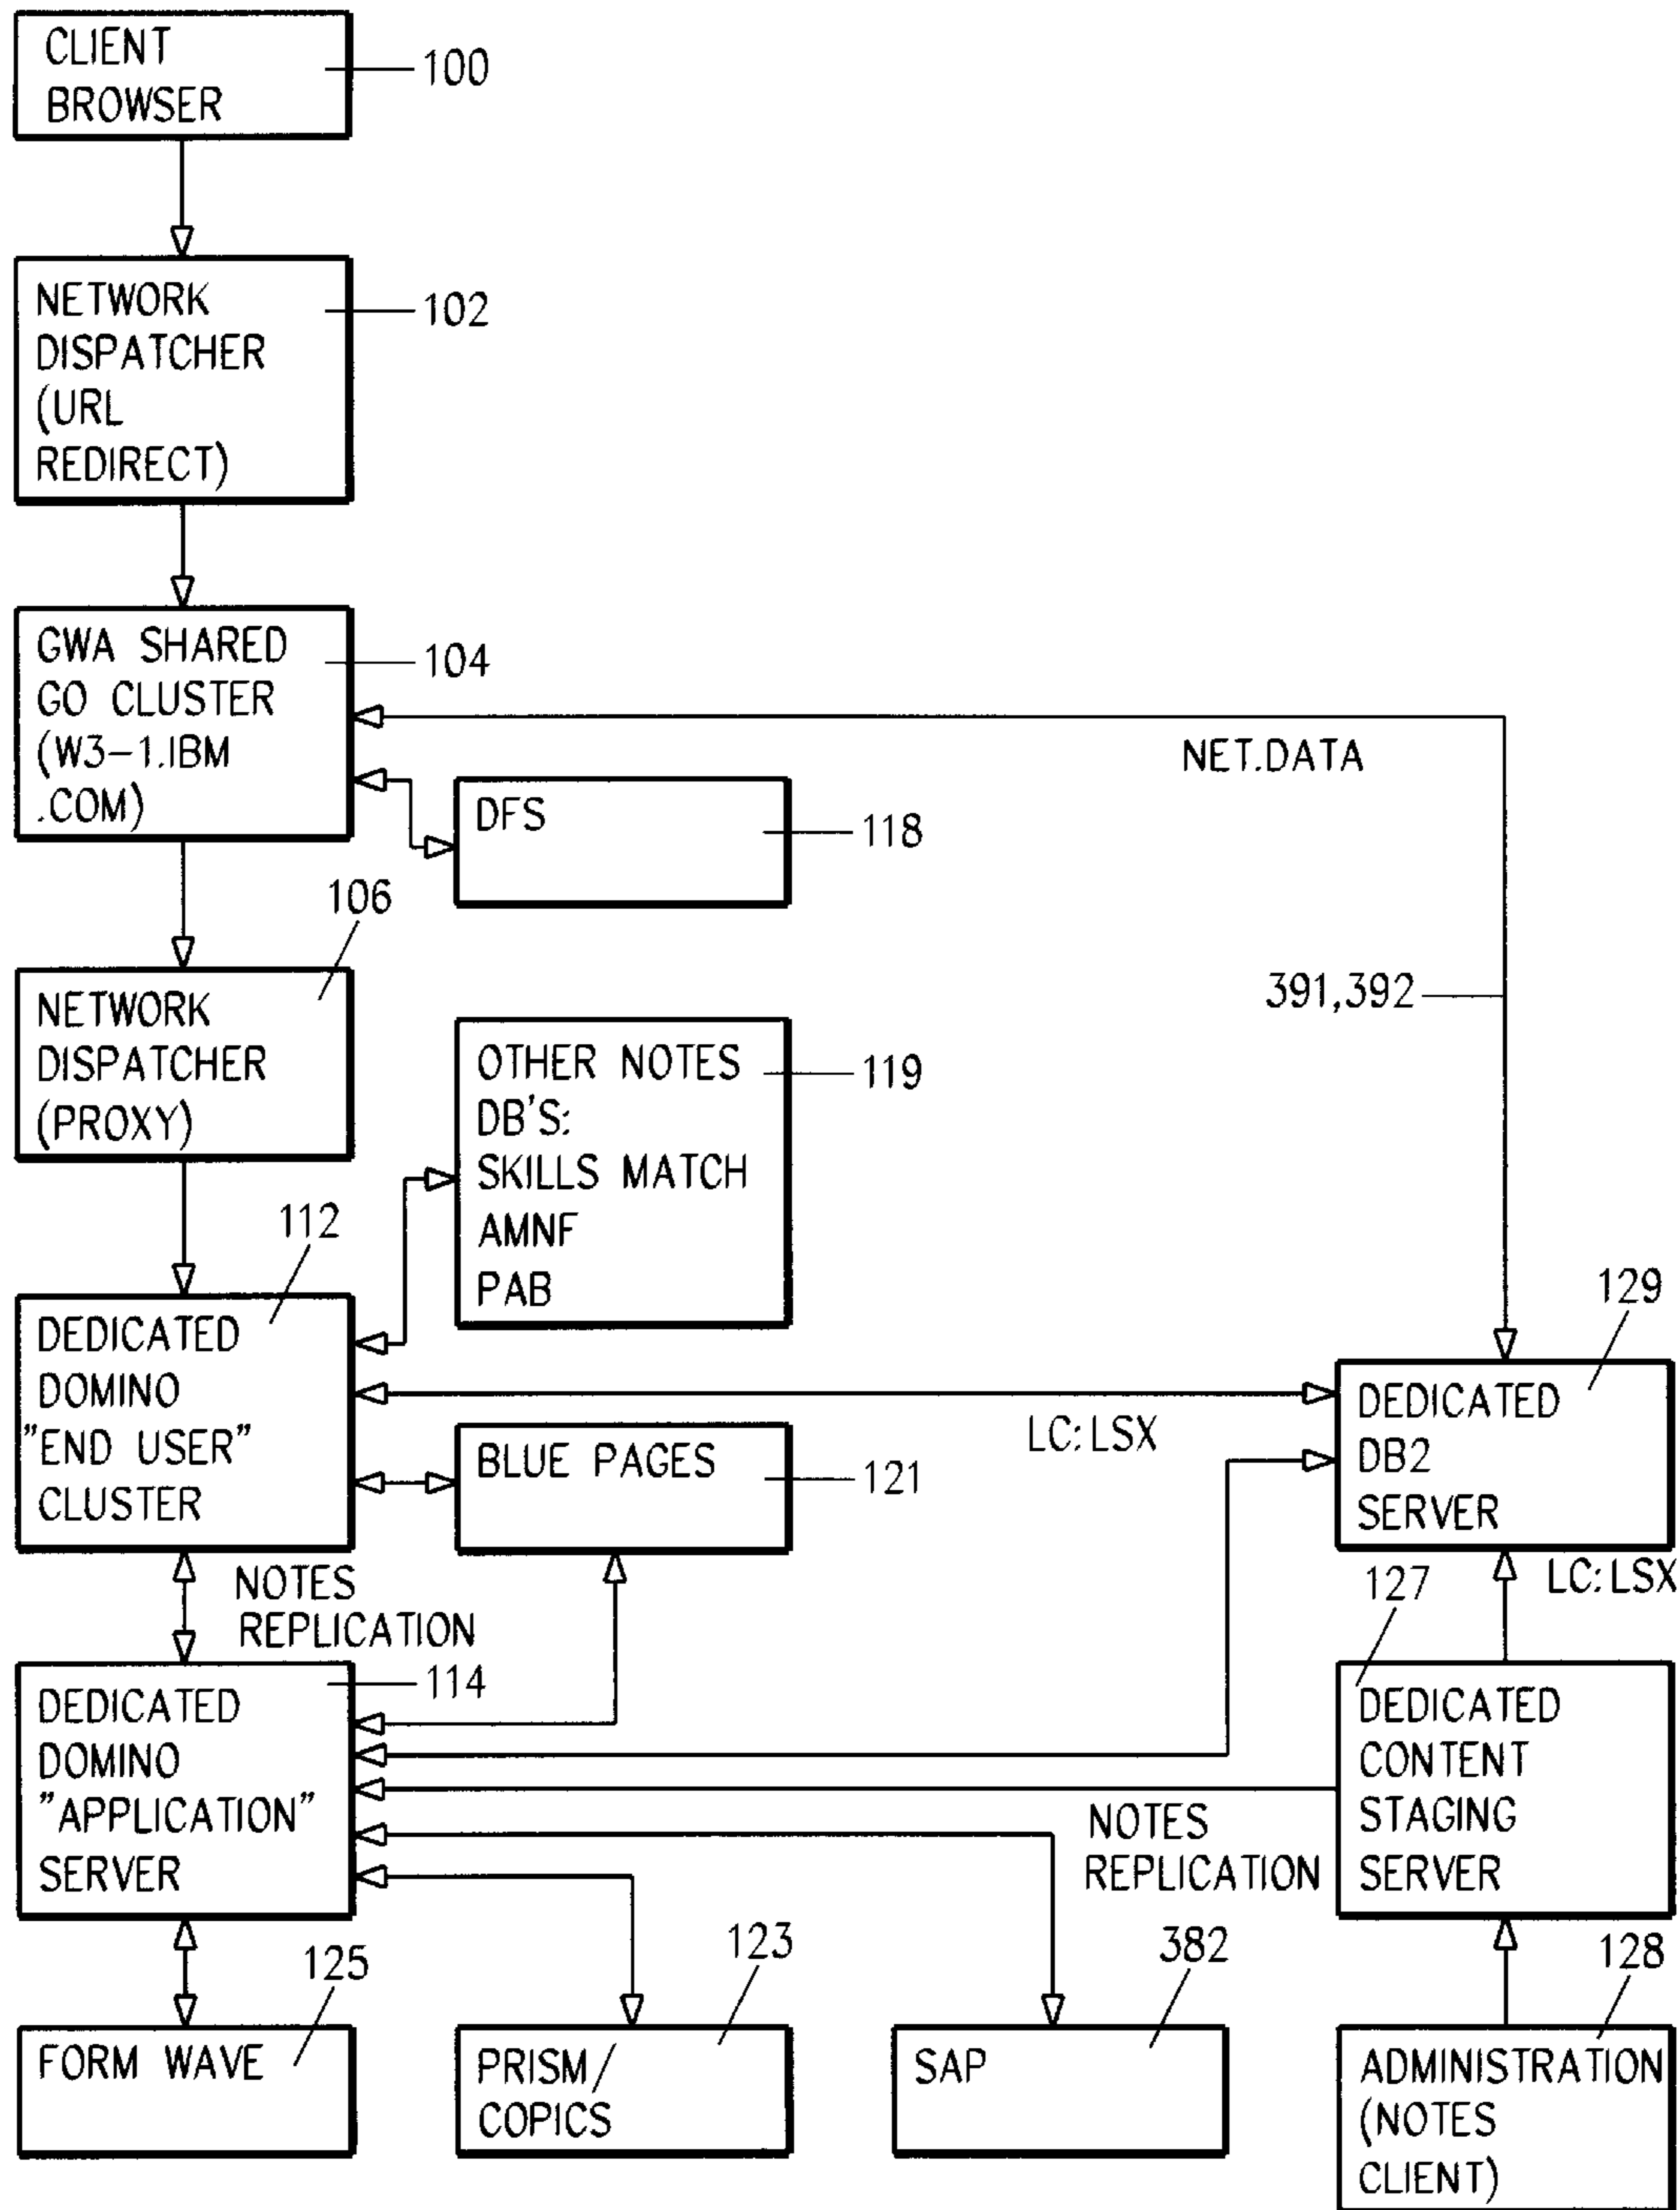 CLIENT
BROWSER
100
NETWORK
DISPATCHER
(URL
REDIRECT)
102
GWA SHARED
GO CLUSTER
(W3-1.IBM
.COM)
104
NET.DATA
DFS
118
106
NETWORK
DISPATCHER
(PROXY)
391,392
OTHER NOTES
DB'S:
SKILLS MATCH
AMNF
PAB
119
112
DEDICATED
DOMINO
"END USER"
CLUSTER
129
DEDICATED
DB2
SERVER
LC:LSX
BLUE PAGES
121
NOTES
REPLICATION
127
LC:LSX
114
DEDICATED
DOMINO
"APPLICATION"
SERVER
DEDICATED
CONTENT
STAGING
SERVER
NOTES
REPLICATION
125
123
382
128
FORM WAVE
PRISM/
COPICS
SAP
ADMINISTRATION
(NOTES
CLIENT)